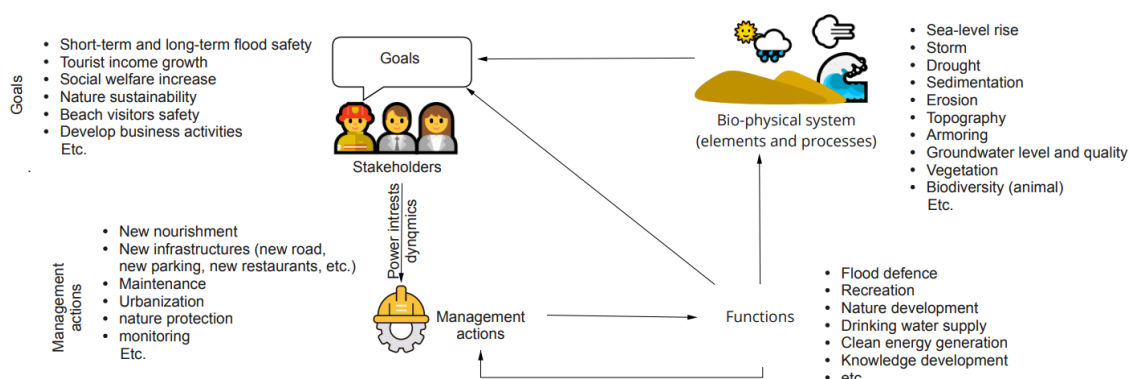 Goals
• Short-term and long-term flood safety
• Tourist income growth
• Social welfare increase
• Nature sustainability
• Beach visitors safety
• Develop business activities
Etc.
.
Goals
Stakeholders
Bio-physical system
(elements and processes)
• Sea-level rise
• Storm
• Drought
• Sedimentation
• Erosion
• Topography
• Armoring
• Groundwater level and quality
• Vegetation
• Biodiversity (animal)
Etc.
Power intrests
dynqmics
Management
actions
• New nourishment
• New infrastructures (new road,
new parking, new restaurants, etc.)
• Maintenance
• Urbanization
• nature protection
• monitoring
Etc.
Management
actions
Functions
• Flood defence
• Recreation
• Nature development
• Drinking water supply
• Clean energy generation
• Knowledge development
• etc